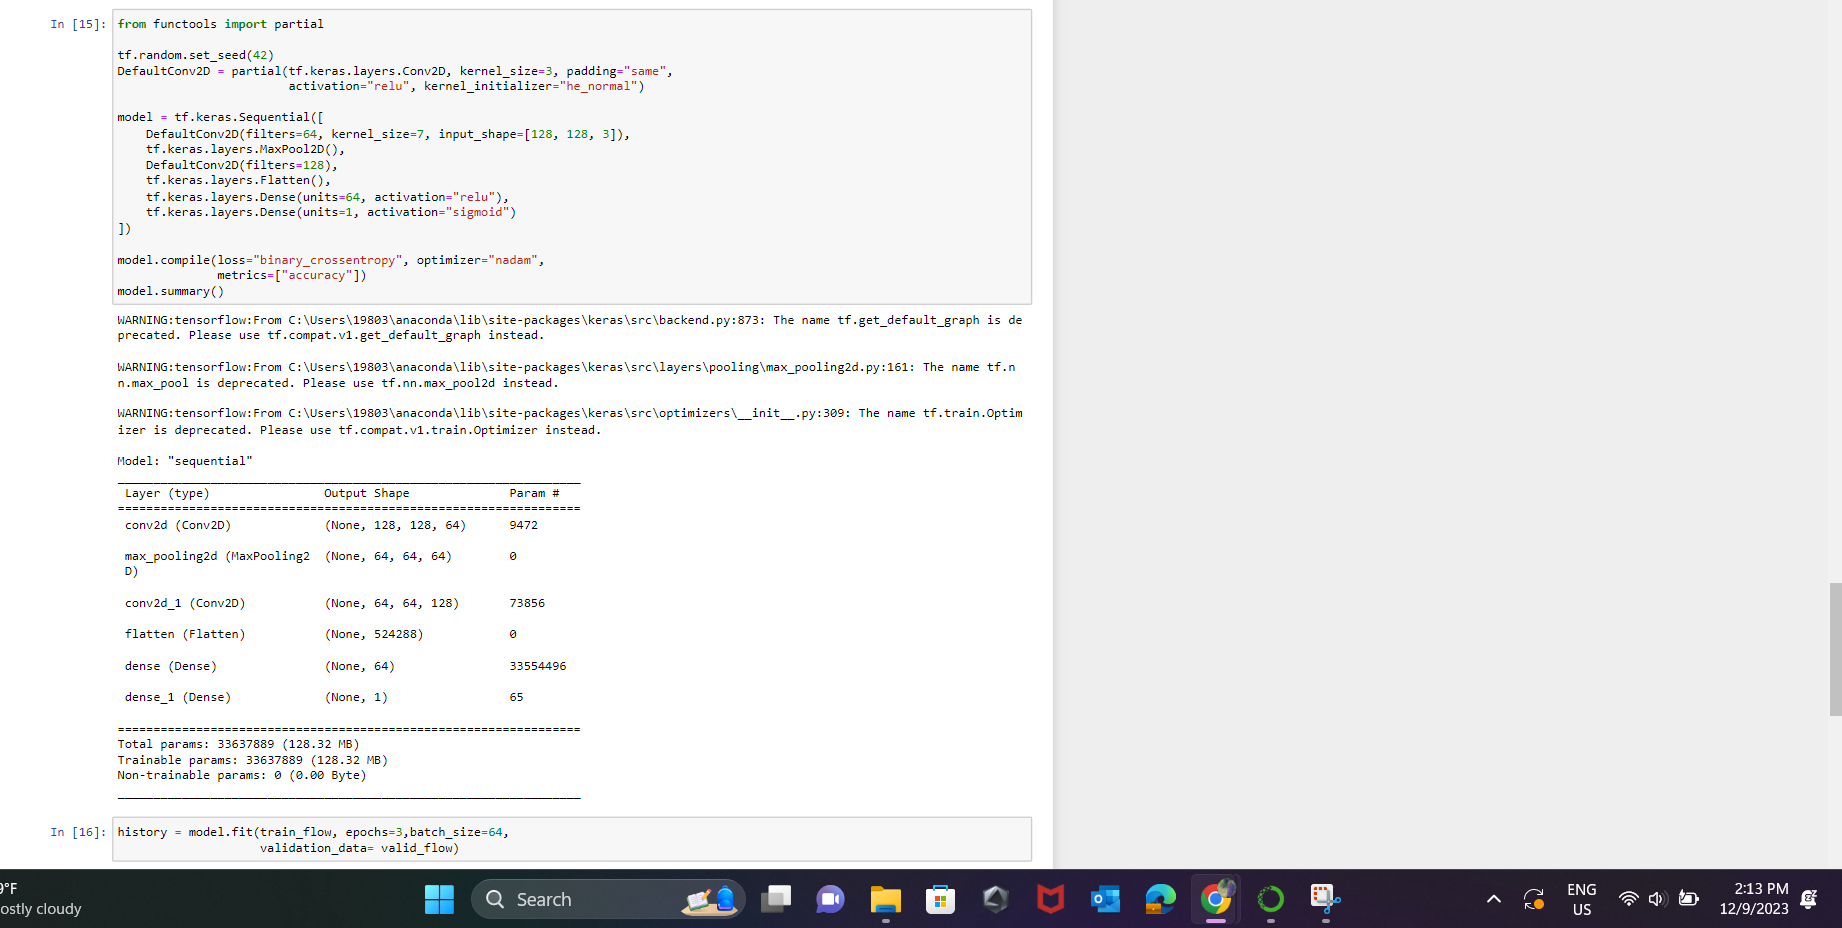 In [15]: from functools import partial
tf.random.set_seed(42)
DefaultConv2D = partial(tf.keras.layers.Conv2D, kernel_size=3, padding="same",
                        activation="relu", kernel_initializer="he_normal")
model = tf.keras.Sequential([
    DefaultConv2D(filters=64, kernel_size=7, input_shape=[128, 128, 3]),
    tf.keras.layers.MaxPool2D(),
    DefaultConv2D(filters=128),
    tf.keras.layers.Flatten(),
    tf.keras.layers.Dense(units=64, activation="relu"),
    tf.keras.layers.Dense(units=1, activation="sigmoid")
])
model.compile(loss="binary_crossentropy", optimizer="nadam",
              metrics=["accuracy"])
model.summary()
WARNING:tensorflow:From C:\Users\19803\anaconda\lib\site-packages\keras\src\backend.py:873: The name tf.get_default_graph is de
precated. Please use tf.compat.v1.get_default_graph instead.
WARNING:tensorflow:From C:\Users\19803\anaconda\lib\site-packages\keras\src\layers\pooling\max_pooling2d.py:161: The name tf.n
n.max_pool is deprecated. Please use tf.nn.max_pool2d instead.
WARNING:tensorflow:From C:\Users\19803\anaconda\lib\site-packages\keras\src\optimizers\__init__.py:309: The name tf.train.Optim
izer is deprecated. Please use tf.compat.v1.train.Optimizer instead.
Model: "sequential"
_________________________________________________________________
Layer (type) Output Shape Param #
=================================================================
conv2d (Conv2D) (None, 128, 128, 64) 9472
max_pooling2d (MaxPooling2 (None, 64, 64, 64) 0
D)
conv2d_1 (Conv2D) (None, 64, 64, 128) 73856
flatten (Flatten) (None, 524288) 0
dense (Dense) (None, 64) 33554496
dense_1 (Dense) (None, 1) 65
=================================================================
Total params: 33637889 (128.32 MB)
Trainable params: 33637889 (128.32 MB)
Non-trainable params: 0 (0.00 Byte)
_________________________________________________________________
In [16]: history = model.fit(train_flow, epochs=3,batch_size=64,
                    validation_data= valid_flow)
9°F
ostly cloudy
Search
ENG
US
2:13 PM
12/9/2023